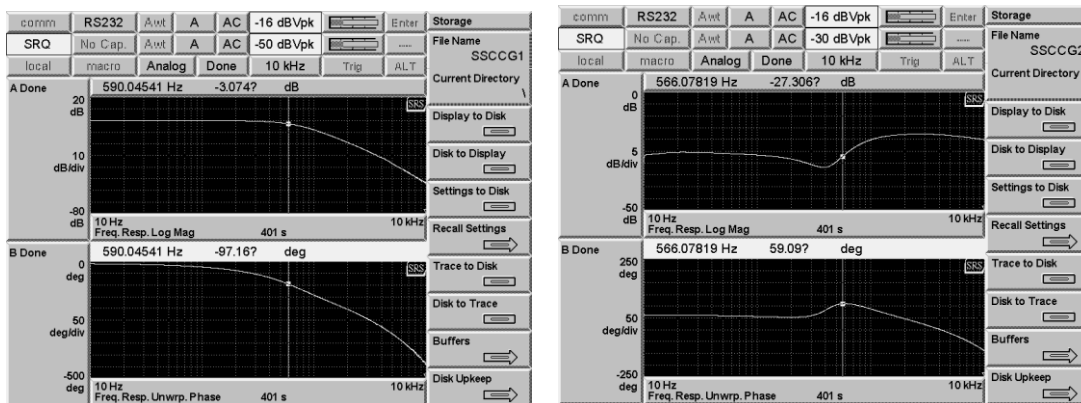 comm RS232 Awt A AC -16 dBVpk Enter
SRQ No Cap. Awt A AC -50 dBVpk .....
local macro Analog Done 10 kHz Trig ALT
A Done 590.04541 Hz -3.074? dB
20
dB
SRS
10
dB/div
-80
dB
10 Hz 10 kHz
Freq. Resp. Log Mag 401 s
B Done 590.04541 Hz -97.16? deg
0
deg
SRS
50
deg/div
-500
deg
10 Hz 10 kHz
Freq. Resp. Unwrp. Phase 401 s
Storage
File Name
SSCCG1
Current Directory
\
Display to Disk
Disk to Display
Settings to Disk
Recall Settings
Trace to Disk
Disk to Trace
Buffers
Disk Upkeep
comm RS232 Awt A AC -16 dBVpk Enter
SRQ No Cap. Awt A AC -30 dBVpk .....
local macro Analog Done 10 kHz Trig ALT
A Done 566.07819 Hz -27.306? dB
0
dB
SRS
5
dB/div
-50
dB
10 Hz 10 kHz
Freq. Resp. Log Mag 401 s
B Done 566.07819 Hz 59.09? deg
250
deg
SRS
50
deg/div
-250
deg
10 Hz 10 kHz
Freq. Resp. Unwrp. Phase 401 s
Storage
File Name
SSCCG2
Current Directory
Display to Disk
Disk to Display
Settings to Disk
Recall Settings
Trace to Disk
Disk to Trace
Buffers
Disk Upkeep